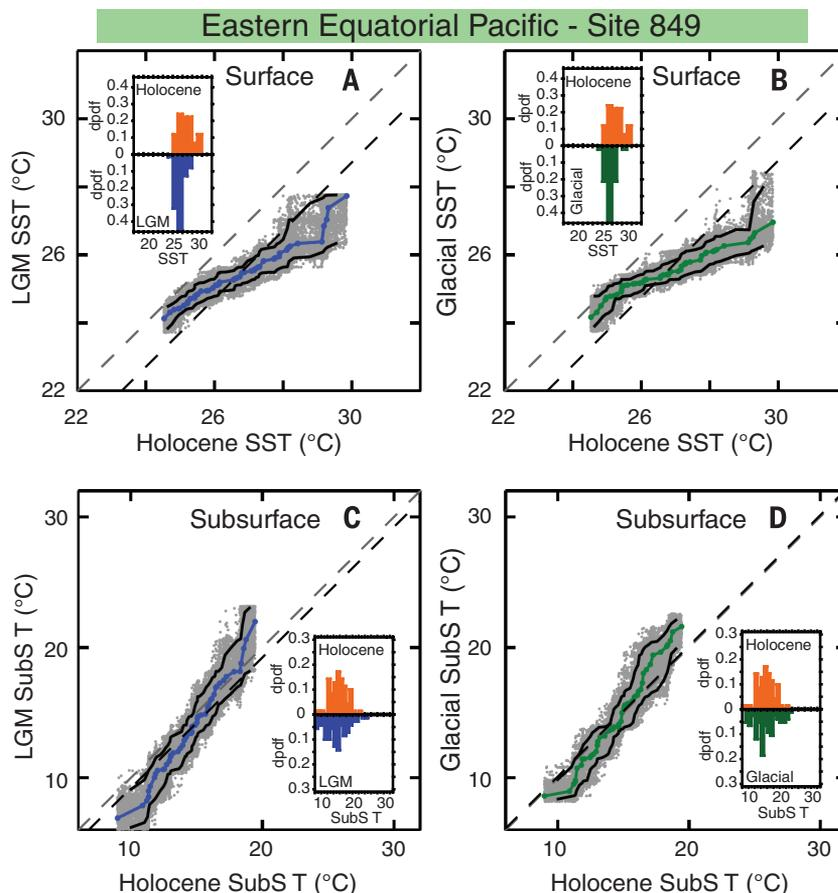 Eastern Equatorial Pacific - Site 849
Surface A
Holocene
LGM
dpdf
dpdf
0.4
0.3
0.2
0.1
0
0.1
0.2
0.3
0.4
20 25 30
SST
LGM SST (°C)
30
26
22
22 26 30
Holocene SST (°C)
Surface B
Holocene
Glacial
dpdf
dpdf
0.4
0.3
0.2
0.1
0
0.1
0.2
0.3
0.4
20 25 30
SST
Glacial SST (°C)
30
26
22
22 26 30
Holocene SST (°C)
Subsurface C
LGM SubS T (°C)
30
20
10
10 20 30
Holocene SubS T (°C)
Holocene
LGM
dpdf
dpdf
0.3
0.2
0.1
0
0.1
0.2
0.3
10 20 30
SubS T
Subsurface D
Glacial SubS T (°C)
30
20
10
10 20 30
Holocene SubS T (°C)
Holocene
Glacial
dpdf
dpdf
0.3
0.2
0.1
0
0.1
0.2
0.3
10 20 30
SubS T